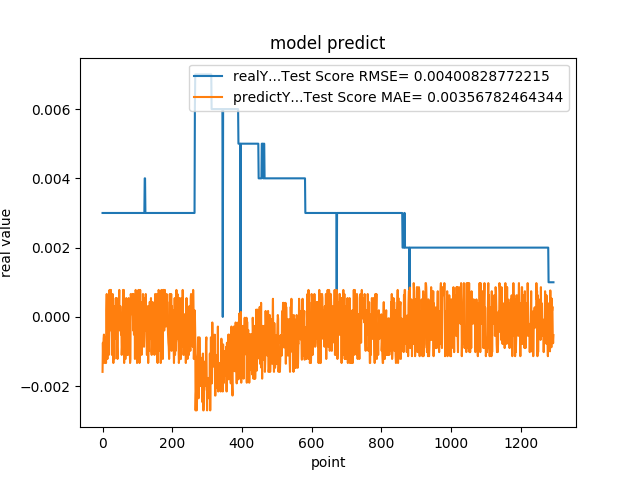 model predict
realY...Test Score RMSE= 0.00400828772215
predictY...Test Score MAE= 0.00356782464344
real value
0.006
0.004
0.002
0.000
−0.002
0 200 400 600 800 1000 1200
point